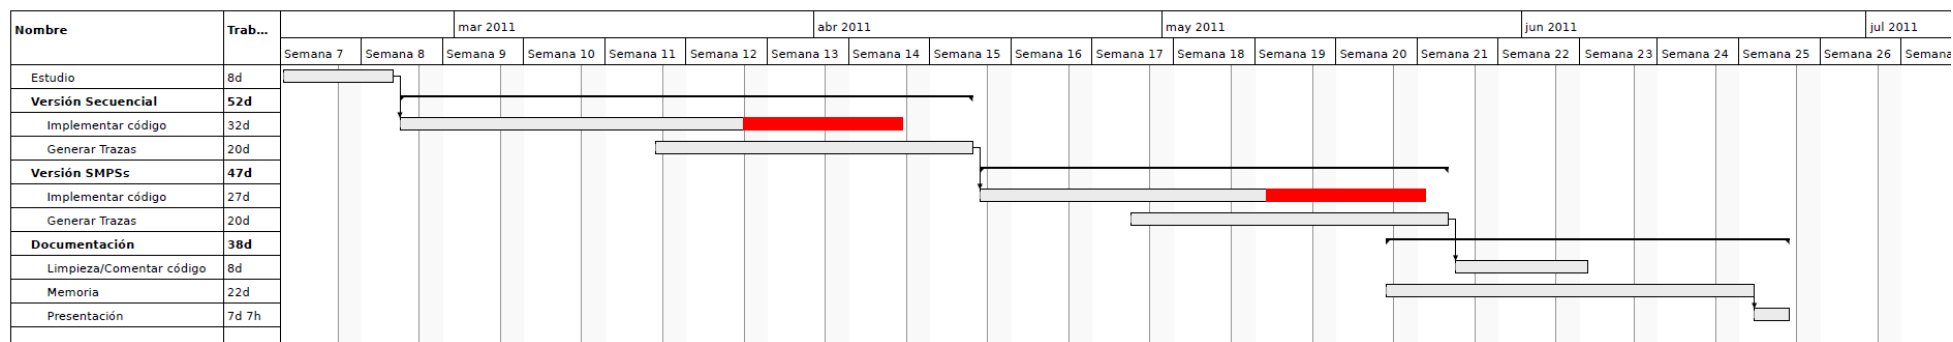 Nombre Trab...
mar 2011 abr 2011 may 2011 jun 2011 jul 2011
Semana 7 Semana 8 Semana 9 Semana 10 Semana 11 Semana 12 Semana 13 Semana 14 Semana 15 Semana 16 Semana 17 Semana 18 Semana 19 Semana 20 Semana 21 Semana 22 Semana 23 Semana 24 Semana 25 Semana 26 Semana
Estudio 8d
Versión Secuencial 52d
Implementar código 32d
Generar Trazas 20d
Versión SMPSs 47d
Implementar código 27d
Generar Trazas 20d
Documentación 38d
Limpieza/Comentar código 8d
Memoria 22d
Presentación 7d 7h